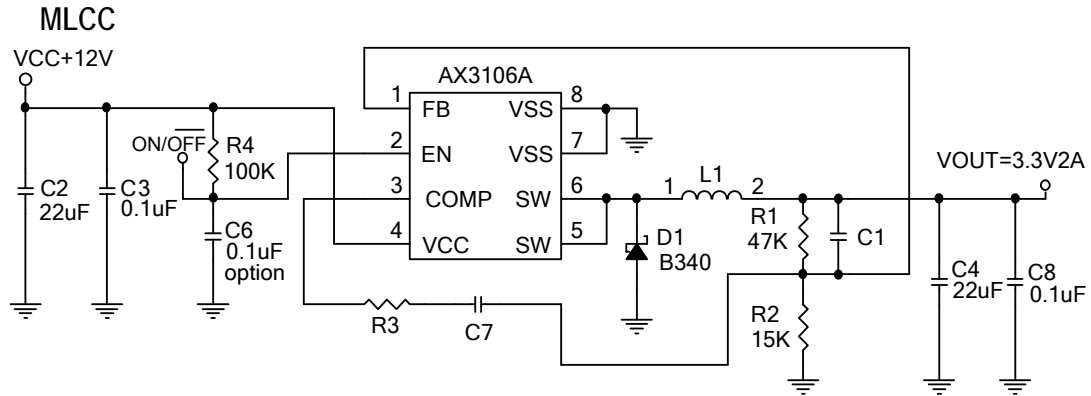 MLCC
VCC+12V
AX3106A
1 FB VSS 8
2 EN VSS 7
3 COMP SW 6
4 VCC SW 5
ON/OFF
R4
100K
C2
22uF
C3
0.1uF
C6
0.1uF
option
R3
C7
D1
B340
1 L1 2
R1
47K
C1
R2
15K
VOUT=3.3V2A
C4
22uF
C8
0.1uF